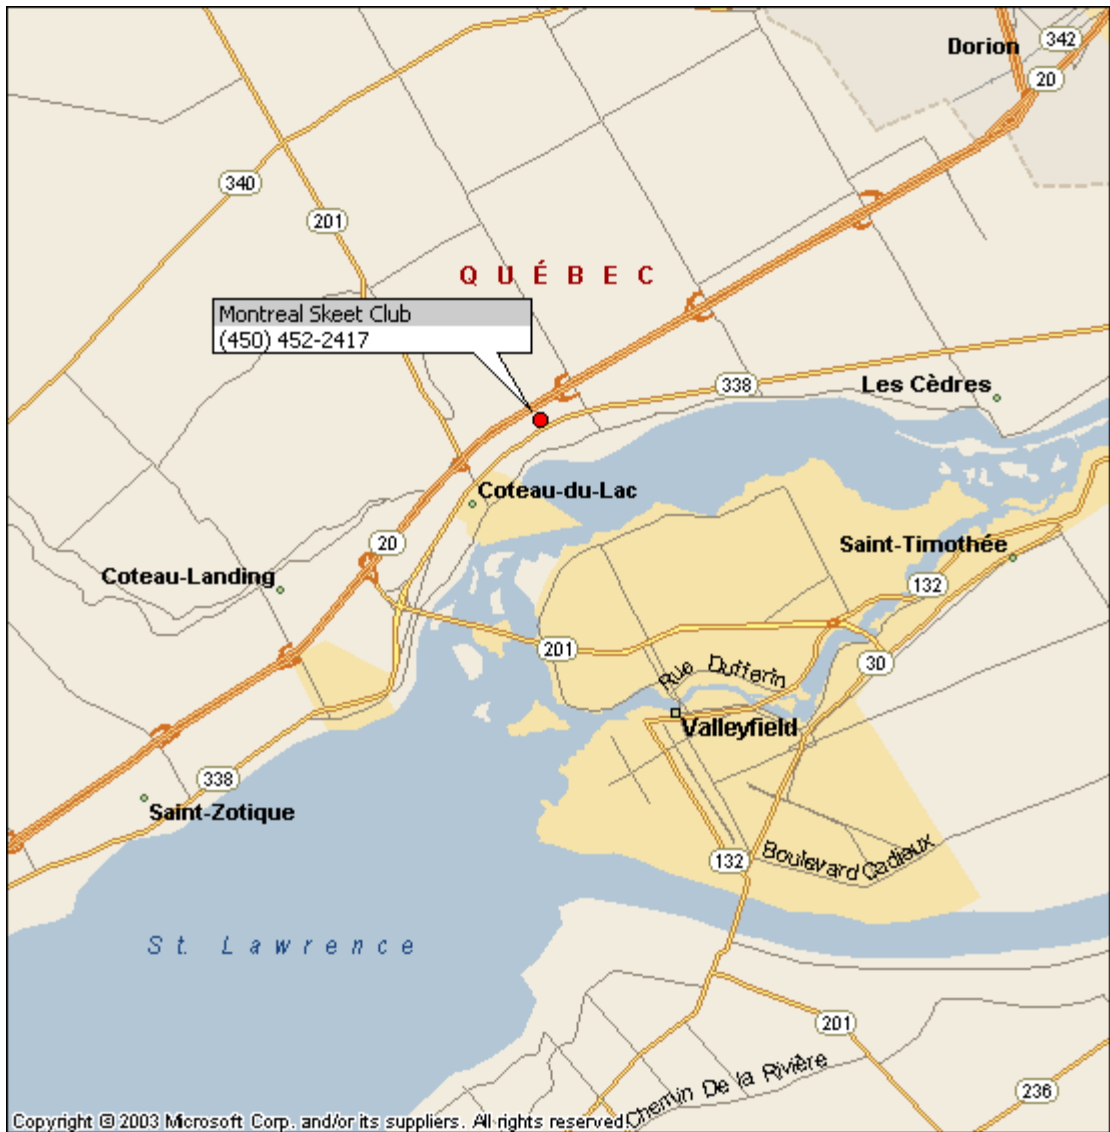 Dorion
342
20
340
201
QUÉBEC
Montreal Skeet Club
(450) 452-2417
338
Les Cèdres
Coteau-du-Lac
20
Saint-Timothée
Coteau-Landing
132
201
30
Rue Dufferin
Valleyfield
338
Saint-Zotique
132
Boulevard Cadieux
St. Lawrence
201
Chemin De la Rivière
236
Copyright © 2003 Microsoft Corp. and/or its suppliers. All rights reserved.